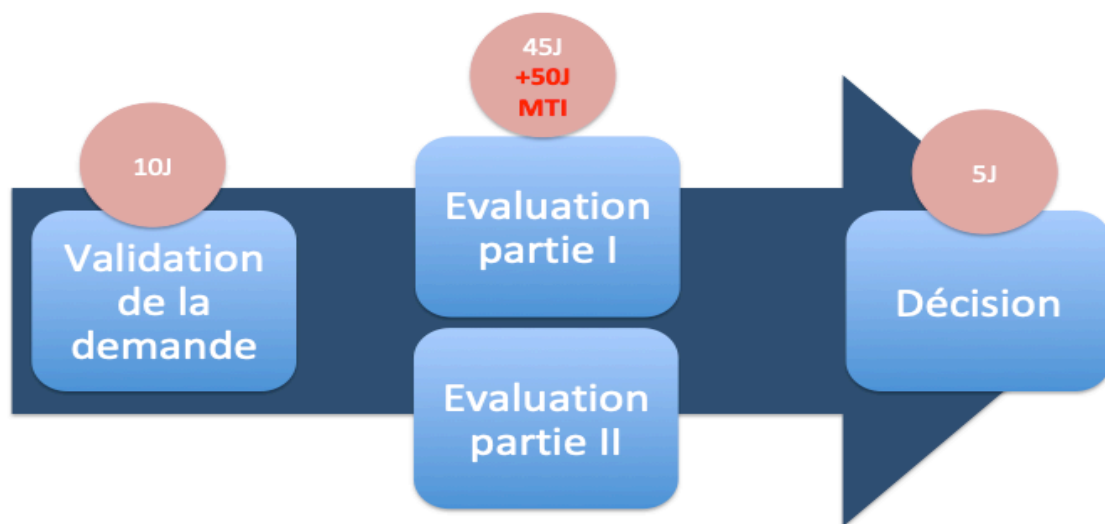 10J
Validation
de la
demande
45J
+50J
MTI
Evaluation
partie I
Evaluation
partie II
5J
Décision